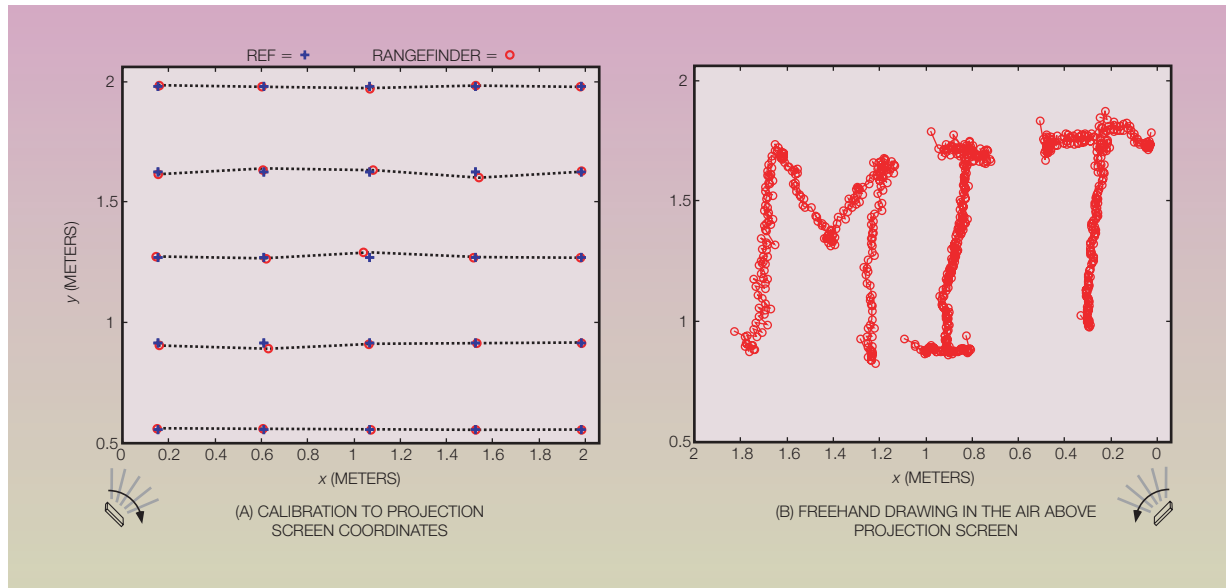 REF = + RANGEFINDER = o
2
1.5
1
0.5
y (METERS)
0 0.2 0.4 0.6 0.8 1 1.2 1.4 1.6 1.8 2
x (METERS)
(A) CALIBRATION TO PROJECTION
SCREEN COORDINATES
2
1.5
1
0.5
MIT
2 1.8 1.6 1.4 1.2 1 0.8 0.6 0.4 0.2 0
x (METERS)
(B) FREEHAND DRAWING IN THE AIR ABOVE
PROJECTION SCREEN